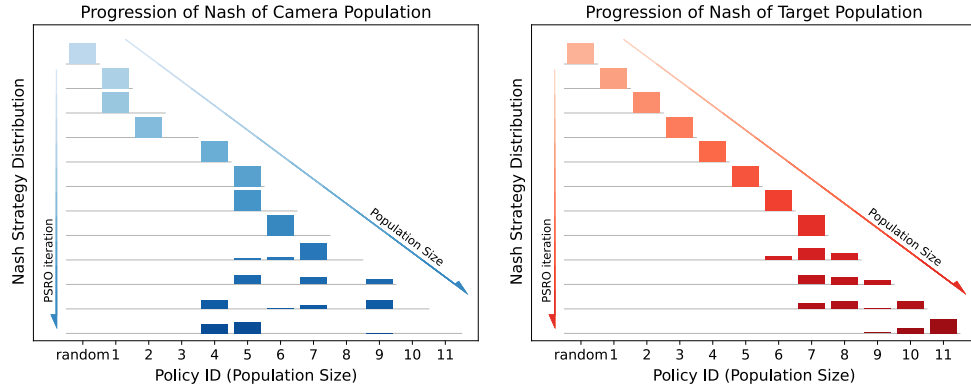 Progression of Nash of Camera Population
Nash Strategy Distribution
PSRO iteration
Population Size
random 1 2 3 4 5 6 7 8 9 10 11
Policy ID (Population Size)
Progression of Nash of Target Population
Nash Strategy Distribution
PSRO iteration
Population Size
random 1 2 3 4 5 6 7 8 9 10 11
Policy ID (Population Size)